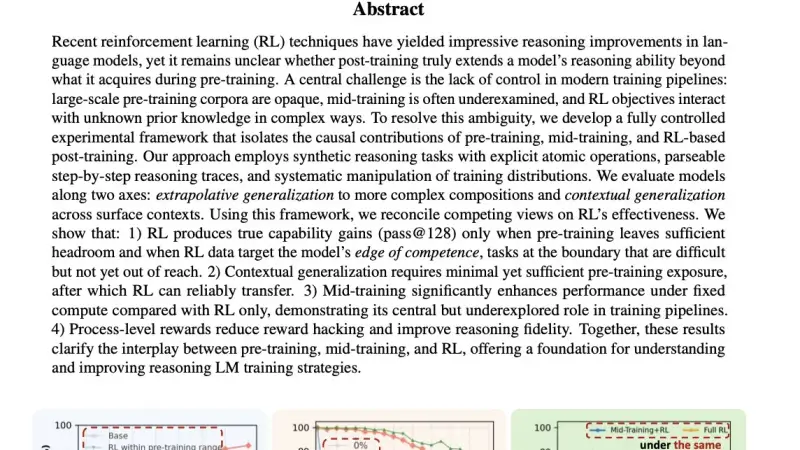 Abstract
Recent reinforcement learning (RL) techniques have yielded impressive reasoning improvements in lan-
guage models, yet it remains unclear whether post-training truly extends a model's reasoning ability beyond
what it acquires during pre-training. A central challenge is the lack of control in modern training pipelines:
large-scale pre-training corpora are opaque, mid-training is often underexamined, and RL objectives interact
with unknown prior knowledge in complex ways. To resolve this ambiguity, we develop a fully controlled
experimental framework that isolates the causal contributions of pre-training, mid-training, and RL-based
post-training. Our approach employs synthetic reasoning tasks with explicit atomic operations, parseable
step-by-step reasoning traces, and systematic manipulation of training distributions. We evaluate models
along two axes: extrapolative generalization to more complex compositions and contextual generalization
across surface contexts. Using this framework, we reconcile competing views on RL's effectiveness. We
show that: 1) RL produces true capability gains (pass@128) only when pre-training leaves sufficient
headroom and when RL data target the model's edge of competence, tasks at the boundary that are difficult
but not yet out of reach. 2) Contextual generalization requires minimal yet sufficient pre-training exposure,
after which RL can reliably transfer. 3) Mid-training significantly enhances performance under fixed
compute compared with RL only, demonstrating its central but underexplored role in training pipelines.
4) Process-level rewards reduce reward hacking and improve reasoning fidelity. Together, these results
clarify the interplay between pre-training, mid-training, and RL, offering a foundation for understanding
and improving reasoning LM training strategies.
100
Base
RL within pre-training range
100
0%
100
Mid-Training+RL
Full RL
under the same